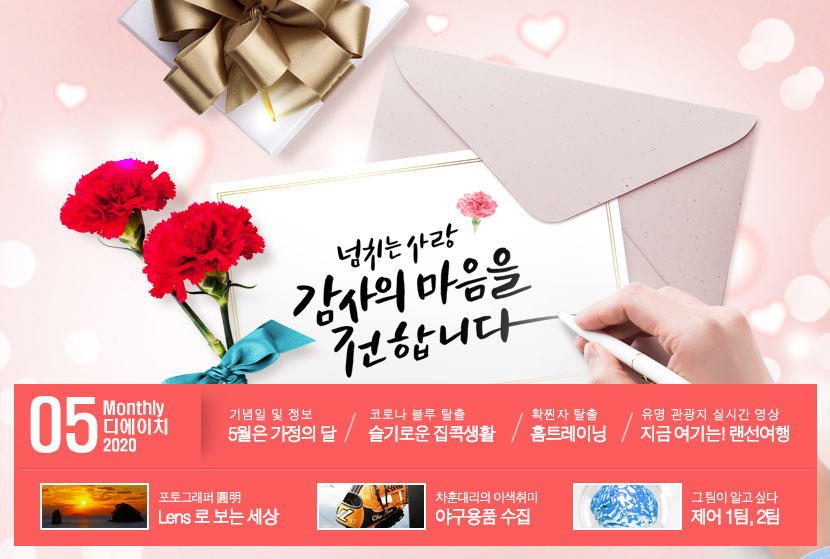 넘치는 사랑
감사의 마음을
전합니다
05
Monthly
디에이치
2020
기념일 및 정보
5월은 가정의 달
코로나 블루 탈출
슬기로운 집콕생활
확찐자 탈출
홈트레이닝
유명 관광지 실시간 영상
지금 여기는! 랜선여행
포토그래퍼 圓明
Lens 로 보는 세상
차훈대리의 이색취미
야구용품 수집
그 팀이 알고 싶다
제어 1팀, 2팀